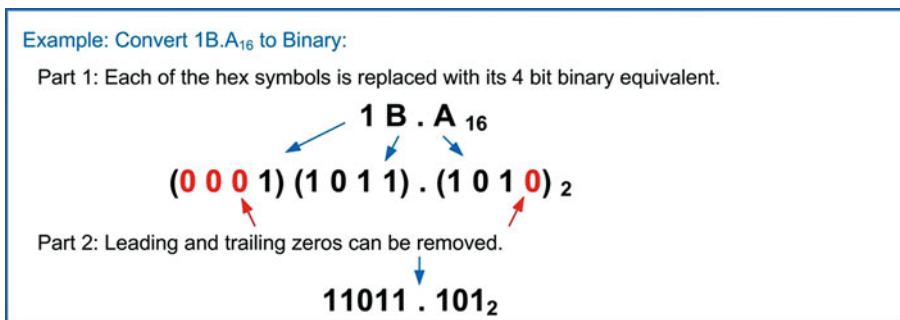 Example: Convert 1B.A₁₆ to Binary:
Part 1: Each of the hex symbols is replaced with its 4 bit binary equivalent.
1 B . A ₁₆
(0 0 0 1) (1 0 1 1) . (1 0 1 0) ₂
Part 2: Leading and trailing zeros can be removed.
11011 . 101₂